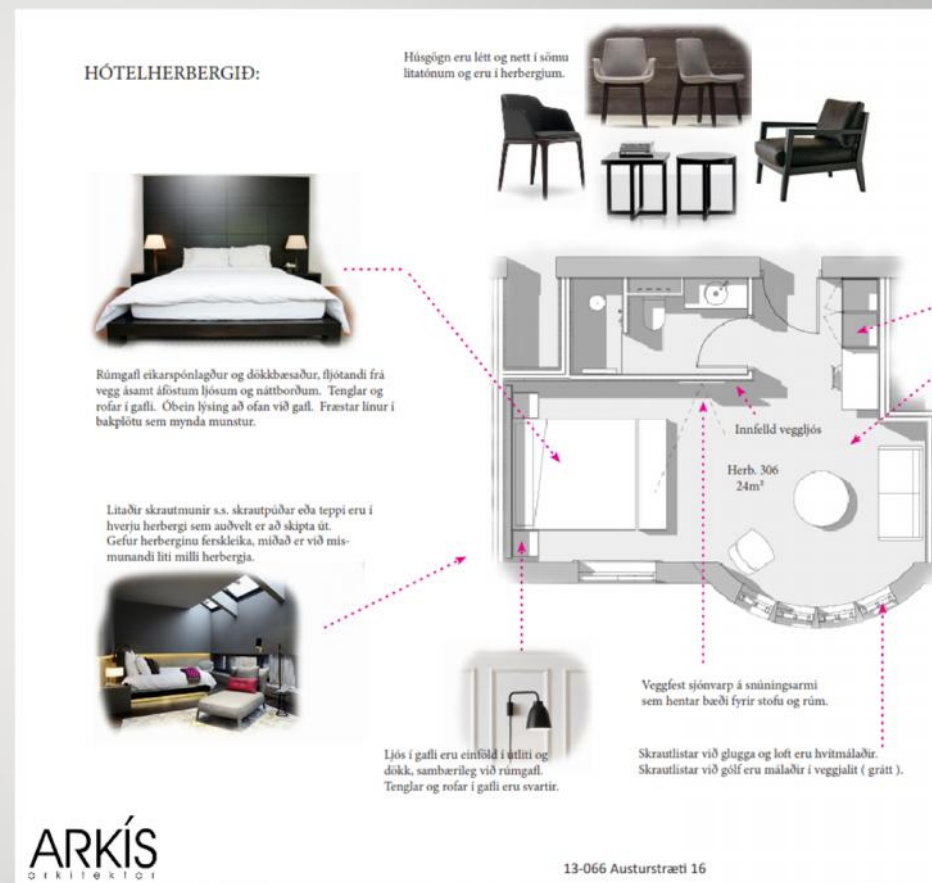 HÓTELHERBERGIÐ:
Húsgögn eru létt og nett í sömu
litatónum og eru í herbergjum.
Rúmgafl eikarspónlagður og dökkbæsaður, fljótandi frá
vegg ásamt áföstum ljósum og náttborðum. Tenglar og
rofar í gafli. Óbein lýsing að ofan við gafl. Fræstar línur í
bakplötu sem mynda munstur.
Innfelld veggljós
Herb. 306
24m²
Litaðir skrautmunir s.s. skrautpúðar eða teppi eru í
hverju herbergi sem auðvelt er að skipta út.
Gefur herberginu ferskleika, miðað er við mis-
munandi liti milli herbergja.
Veggfest sjónvarp á snúningsarmi
sem hentar bæði fyrir stofu og rúm.
Ljós í gafli eru einföld í útliti og
dökk, sambærileg við rúmgafl.
Tenglar og rofar í gafli eru svartir.
Skrautlistar við glugga og loft eru hvítmálaðir.
Skrautlistar við gólf eru málaðir í veggjalit ( grátt ).
ARKÍS
arkitektar
13-066 Austurstræti 16